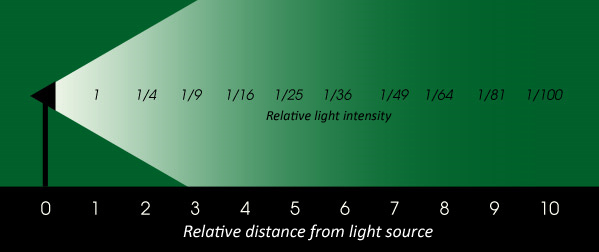 1 1/4 1/9 1/16 1/25 1/36 1/49 1/64 1/81 1/100
Relative light intensity
0 1 2 3 4 5 6 7 8 9 10
Relative distance from light source